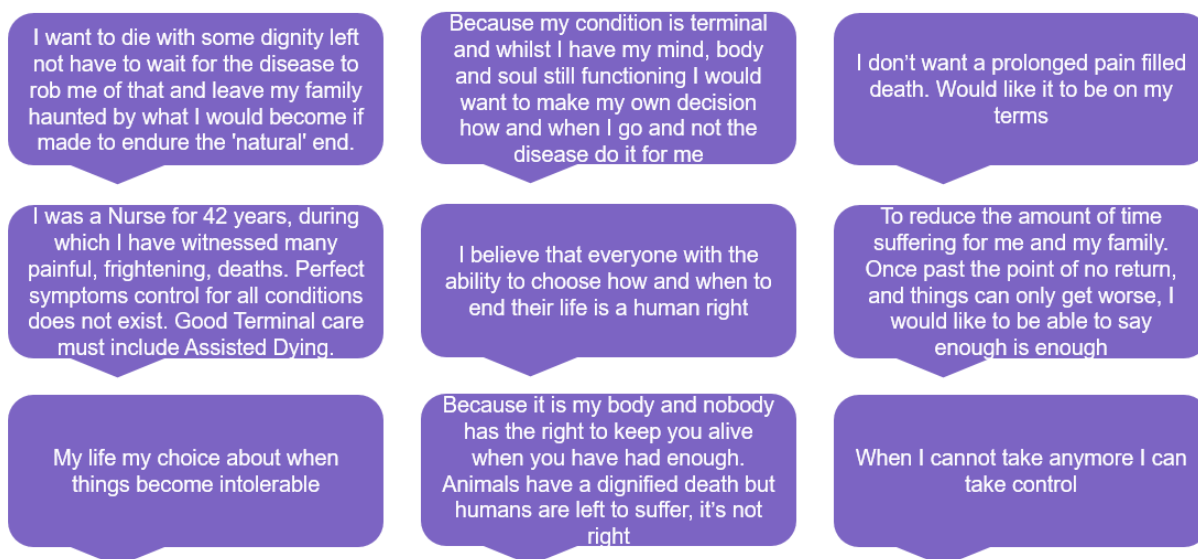 I want to die with some dignity left
not have to wait for the disease to
rob me of that and leave my family
haunted by what I would become if
made to endure the 'natural' end.
Because my condition is terminal
and whilst I have my mind, body
and soul still functioning I would
want to make my own decision
how and when I go and not the
disease do it for me
I don't want a prolonged pain filled
death. Would like it to be on my
terms
I was a Nurse for 42 years, during
which I have witnessed many
painful, frightening, deaths. Perfect
symptoms control for all conditions
does not exist. Good Terminal care
must include Assisted Dying.
I believe that everyone with the
ability to choose how and when to
end their life is a human right
To reduce the amount of time
suffering for me and my family.
Once past the point of no return,
and things can only get worse, I
would like to be able to say
enough is enough
My life my choice about when
things become intolerable
Because it is my body and nobody
has the right to keep you alive
when you have had enough.
Animals have a dignified death but
humans are left to suffer, it's not
right
When I cannot take anymore I can
take control